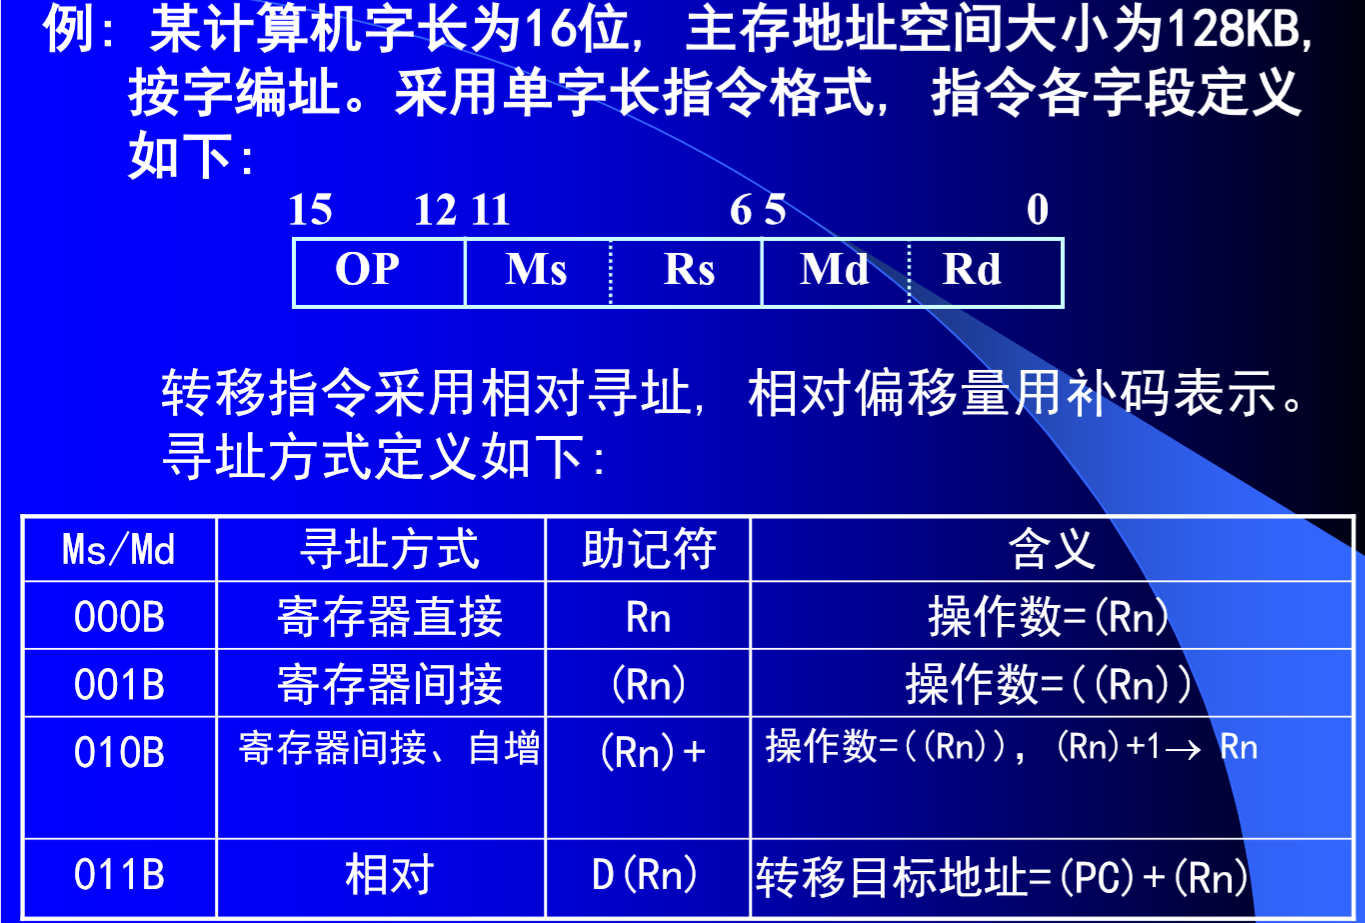 例: 某计算机字长为16位, 主存地址空间大小为128KB,
按字编址。采用单字长指令格式, 指令各字段定义
如下:
15 12 11 6 5 0
OP Ms Rs Md Rd
转移指令采用相对寻址, 相对偏移量用补码表示。
寻址方式定义如下:
Ms/Md 寻址方式 助记符 含义
000B 寄存器直接 Rn 操作数=(Rn)
001B 寄存器间接 (Rn) 操作数=((Rn))
010B 寄存器间接、自增 (Rn)+ 操作数=((Rn)), (Rn)+1→ Rn
011B 相对 D(Rn) 转移目标地址=(PC)+(Rn)